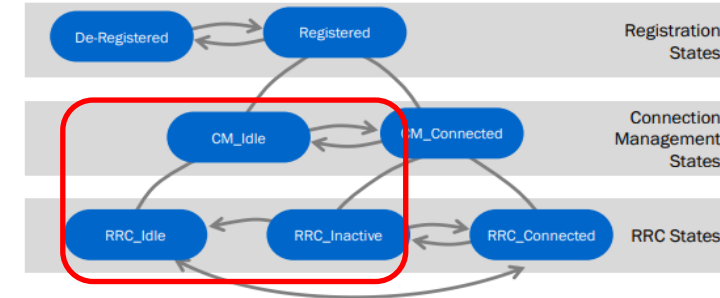 De-Registered
Registered
Registration
States
CM_Idle
CM_Connected
Connection
Management
States
RRC_Idle
RRC_Inactive
RRC_Connected
RRC States